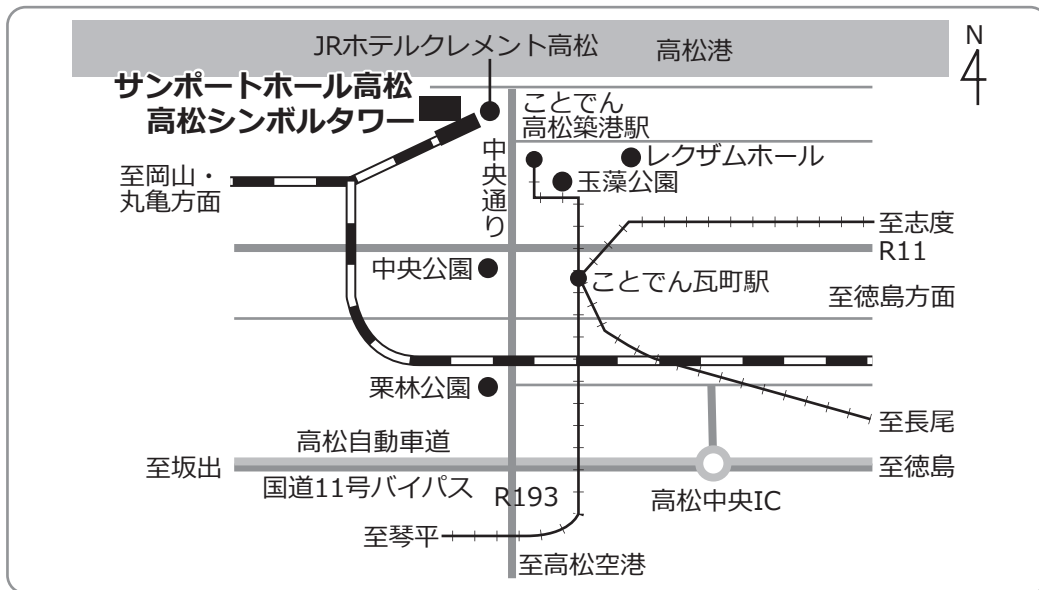 JRホテルクレメント高松
高松港
N
サンポートホール高松
高松シンボルタワー
ことでん
高松築港駅
中央通り
レクザムホール
玉藻公園
至岡山・
丸亀方面
至志度
R11
中央公園
ことでん瓦町駅
至徳島方面
栗林公園
至長尾
高松自動車道
至坂出
至徳島
国道11号バイパス
R193
高松中央IC
至琴平
至高松空港